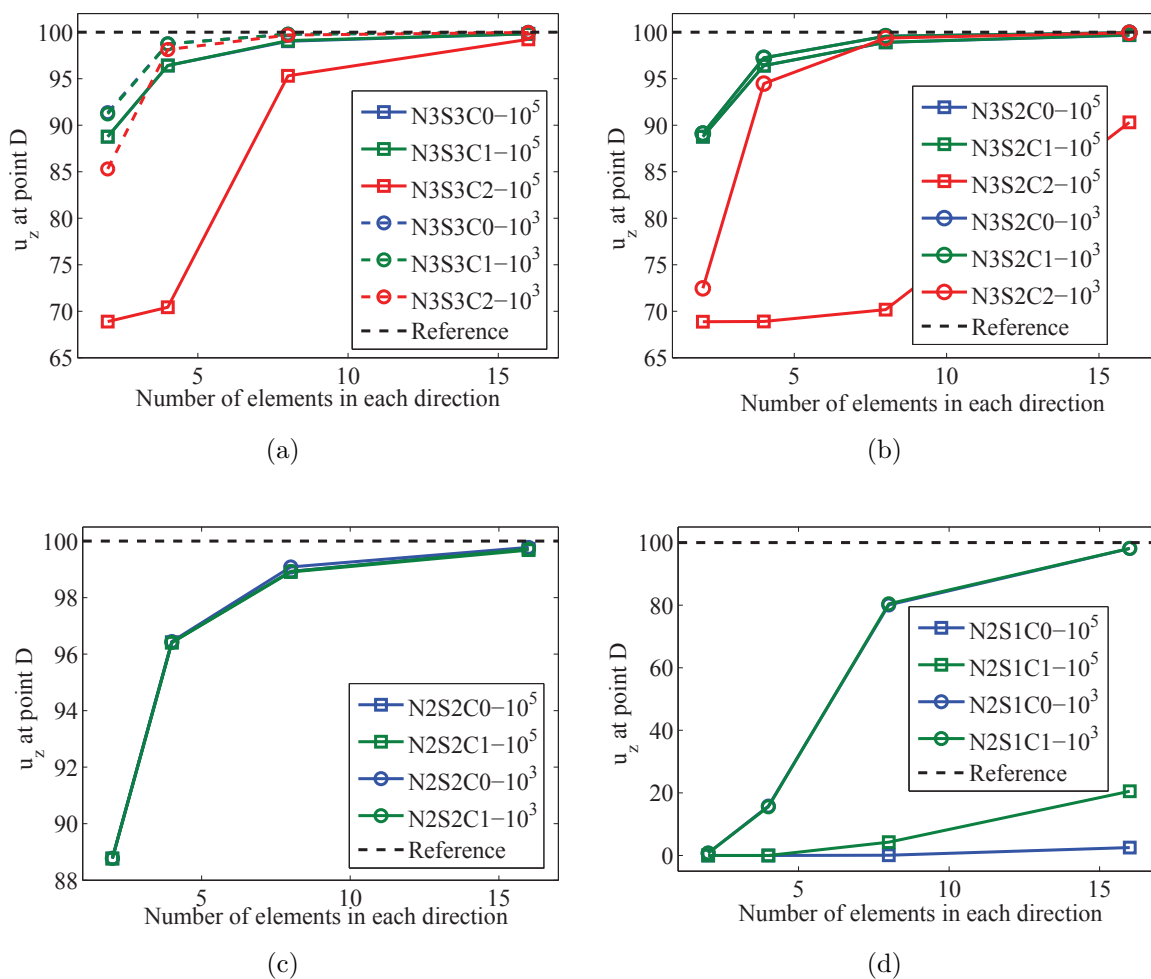 100
95
90
85
80
75
70
65
u_z at point D
5
10
15
Number of elements in each direction
N3S3C0−10^5
N3S3C1−10^5
N3S3C2−10^5
N3S3C0−10^3
N3S3C1−10^3
N3S3C2−10^3
Reference
(a)
100
95
90
85
80
75
70
65
u_z at point D
5
10
15
Number of elements in each direction
N3S2C0−10^5
N3S2C1−10^5
N3S2C2−10^5
N3S2C0−10^3
N3S2C1−10^3
N3S2C2−10^3
Reference
(b)
100
98
96
94
92
90
88
u_z at point D
5
10
15
Number of elements in each direction
N2S2C0−10^5
N2S2C1−10^5
N2S2C0−10^3
N2S2C1−10^3
Reference
(c)
100
80
60
40
20
0
u_z at point D
5
10
15
Number of elements in each direction
N2S1C0−10^5
N2S1C1−10^5
N2S1C0−10^3
N2S1C1−10^3
Reference
(d)